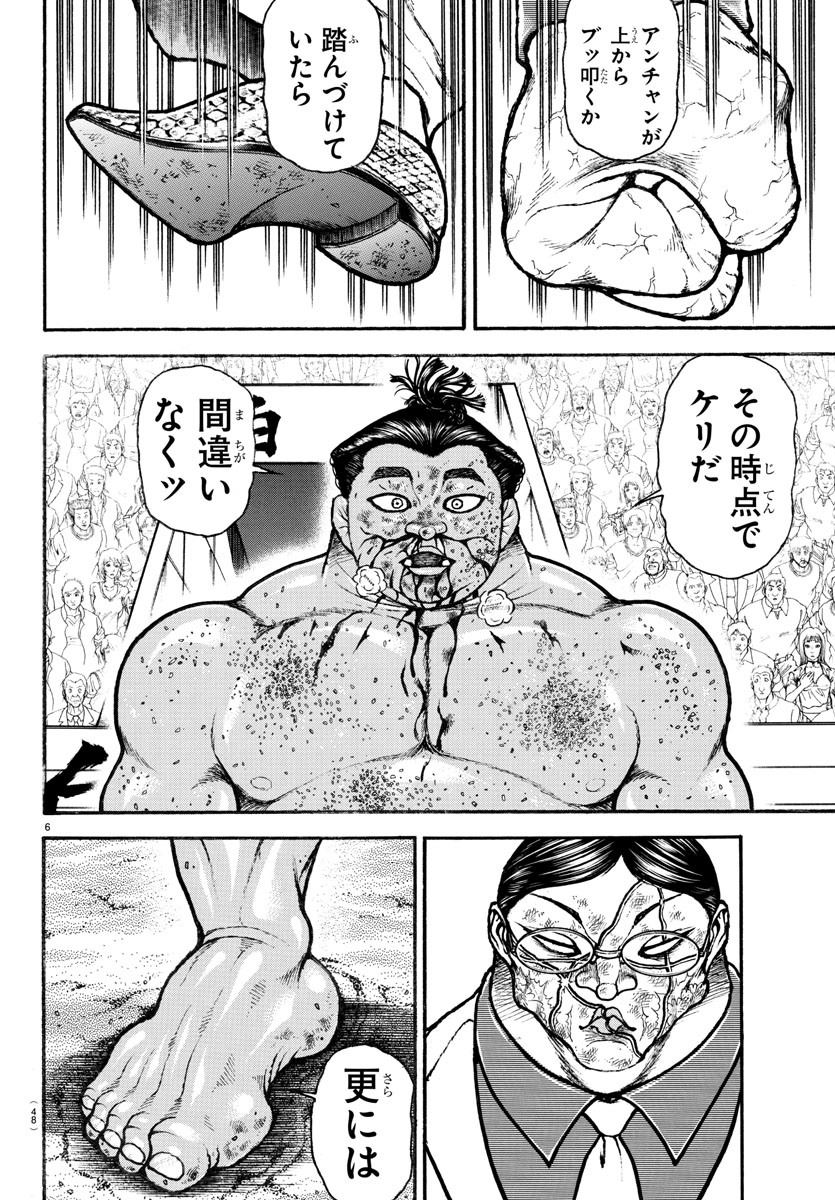 アンチャンが
上から
ブッ叩くか
踏んづけて
いたら
その時点で
ケリだ
間違い
なくッ
更には
6
(48)